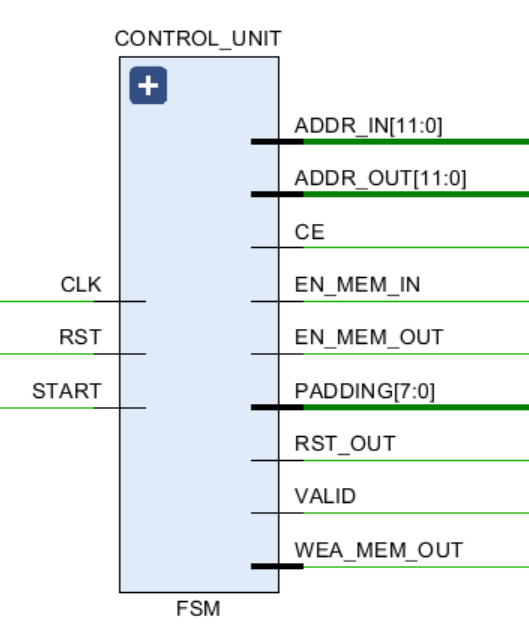 CONTROL_UNIT
+
ADDR_IN[11:0]
ADDR_OUT[11:0]
CE
CLK
EN_MEM_IN
RST
EN_MEM_OUT
START
PADDING[7:0]
RST_OUT
VALID
WEA_MEM_OUT
FSM